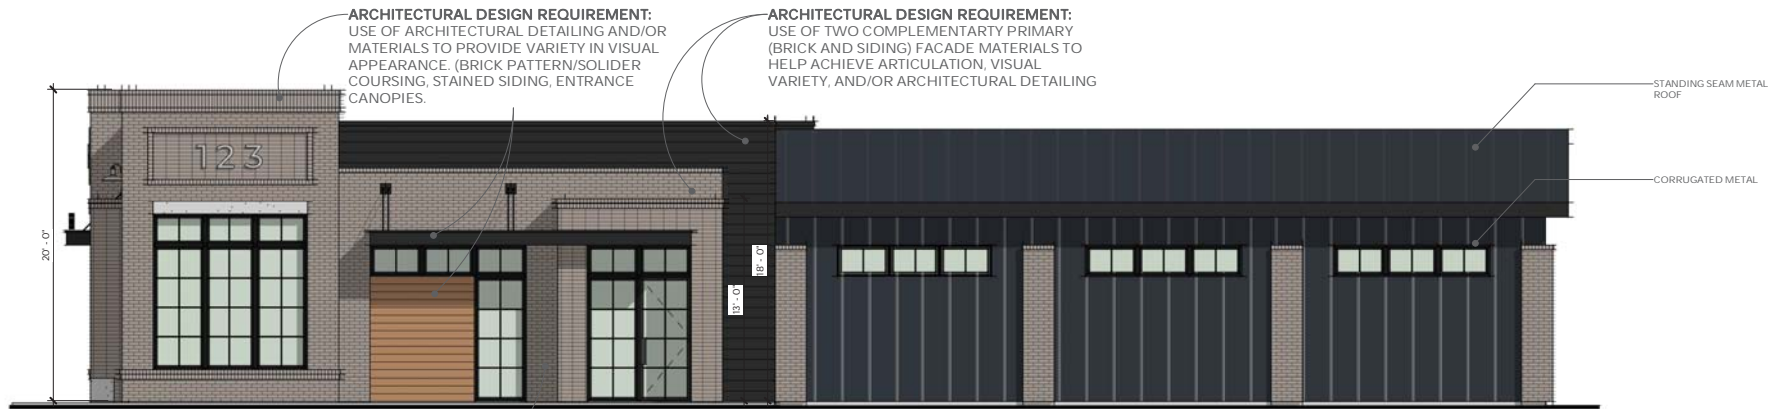 ARCHITECTURAL DESIGN REQUIREMENT:
USE OF ARCHITECTURAL DETAILING AND/OR
MATERIALS TO PROVIDE VARIETY IN VISUAL
APPEARANCE. (BRICK PATTERN/SOLIDER
COURSING, STAINED SIDING, ENTRANCE
CANOPIES.
ARCHITECTURAL DESIGN REQUIREMENT:
USE OF TWO COMPLEMENTARTY PRIMARY
(BRICK AND SIDING) FACADE MATERIALS TO
HELP ACHIEVE ARTICULATION, VISUAL
VARIETY, AND/OR ARCHITECTURAL DETAILING
STANDING SEAM METAL
ROOF
CORRUGATED METAL
123
20' - 0"
18' - 0"
13' - 0"